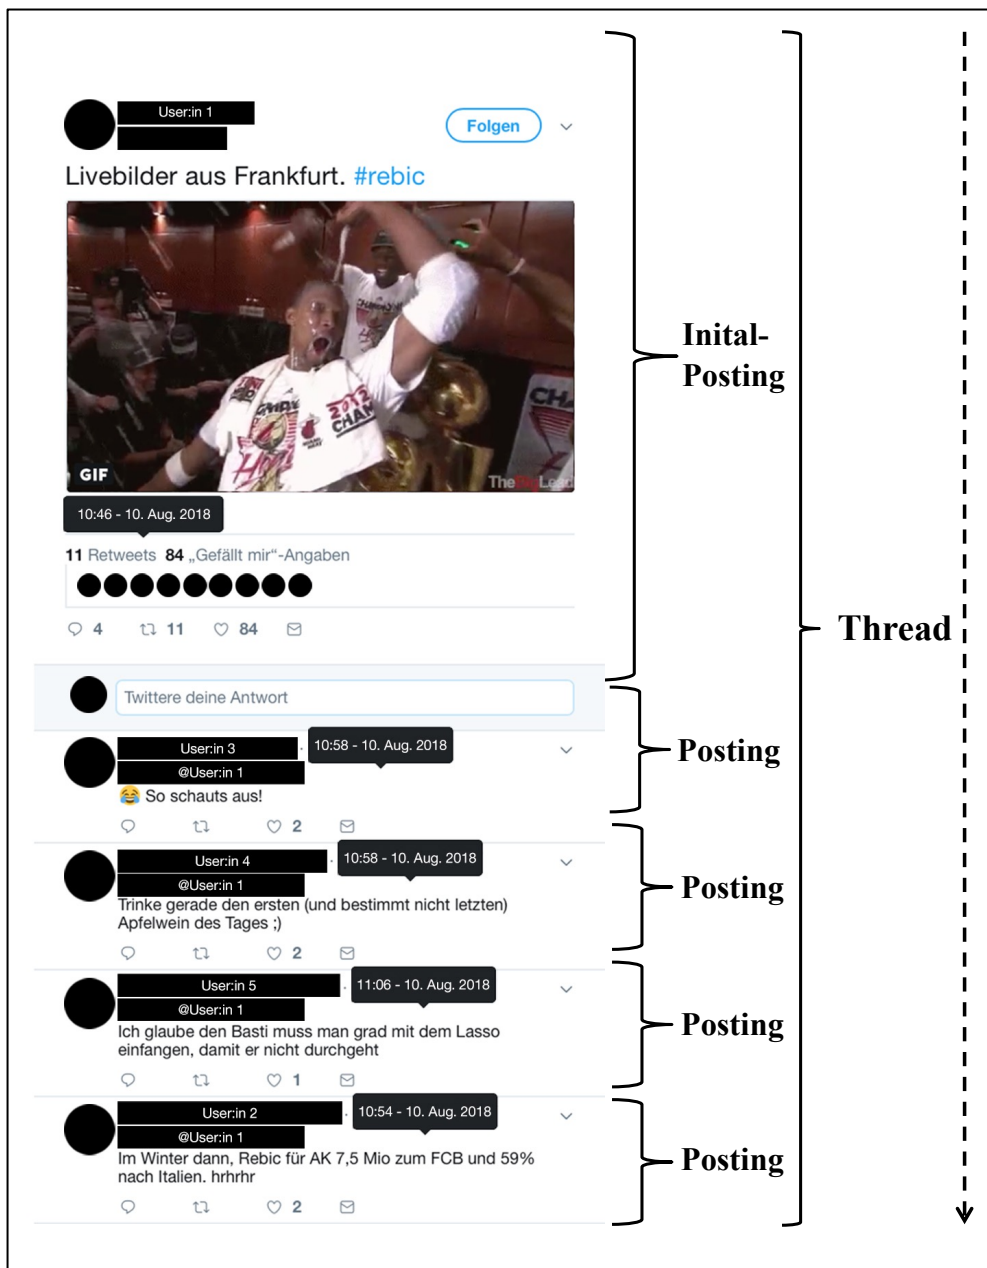 User:in 1
Folgen
Livebilder aus Frankfurt. #rebic
2012
CHAM
GIF
10:46 - 10. Aug. 2018
11 Retweets 84 „Gefällt mir“-Angaben
4 11 84
Inital-
Posting
Thread
Twittere deine Antwort
User:in 3 · 10:58 - 10. Aug. 2018
@User:in 1
😂 So schauts aus!
2
Posting
User:in 4 · 10:58 - 10. Aug. 2018
@User:in 1
Trinke gerade den ersten (und bestimmt nicht letzten)
Apfelwein des Tages ;)
2
Posting
User:in 5 · 11:06 - 10. Aug. 2018
@User:in 1
Ich glaube den Basti muss man grad mit dem Lasso
einfangen, damit er nicht durchgeht
1
Posting
User:in 2 · 10:54 - 10. Aug. 2018
@User:in 1
Im Winter dann, Rebic für AK 7,5 Mio zum FCB und 59%
nach Italien. hrhrhr
2
Posting